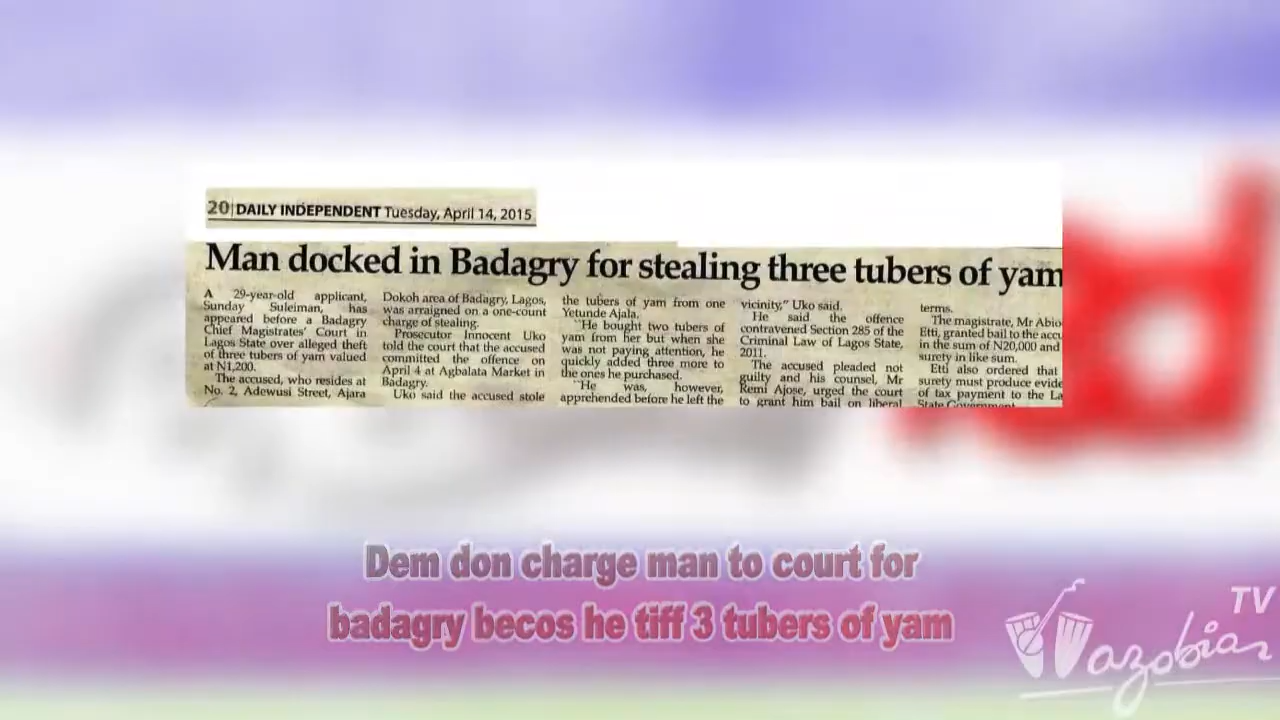 20 DAILY INDEPENDENT Tuesday, April 14, 2015
Man docked in Badagry for stealing three tubers of yam
A 29-year-old applicant,
Sunday Suleiman, has
appeared before a Badagry
Chief Magistrates' Court in
Lagos State over alleged theft
of three tubers of yam valued
at N1,200.
The accused, who resides at
No. 2, Adewusi Street, Ajara
Dokoh area of Badagry, Lagos,
was arraigned on a one-count
charge of stealing.
Prosecutor Innocent Uko
told the court that the accused
committed the offence on
April 4 at Agbalata Market in
Badagry.
Uko said the accused stole
the tubers of yam from one
Yetunde Ajala.
"He bought two tubers of
yam from her but when she
was not paying attention, he
quickly added three more to
the ones he purchased.
"He was, however,
apprehended before he left the
vicinity," Uko said.
He said the offence
contravened Section 285 of the
Criminal Law of Lagos State,
2011.
The accused pleaded not
guilty and his counsel, Mr
Remi Ajose, urged the court
to grant him bail on liberal
terms.
The magistrate, Mr Abio
Etti, granted bail to the accu
in the sum of N20,000 and
surety in like sum.
Etti also ordered that
surety must produce evide
of tax payment to the La
State Government
Dem don charge man to court for
badagry becos he tiff 3 tubers of yam
TV
Wazobia